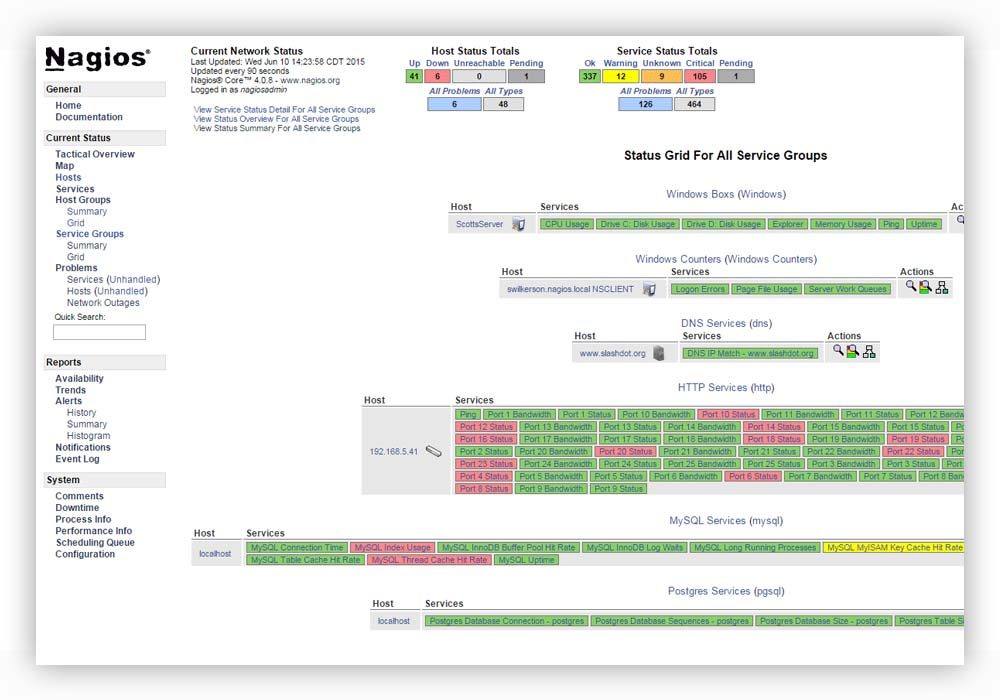 Nagios®
General
Home
Documentation
Current Status
Tactical Overview
Map
Hosts
Services
Host Groups
Summary
Grid
Service Groups
Summary
Grid
Problems
Services (Unhandled)
Hosts (Unhandled)
Network Outages
Quick Search:
Reports
Availability
Trends
Alerts
History
Summary
Histogram
Notifications
Event Log
System
Comments
Downtime
Process Info
Performance Info
Scheduling Queue
Configuration
Current Network Status
Last Updated: Wed Jun 10 14:23:58 CDT 2015
Updated every 90 seconds
Nagios® Core™ 4.0.8 - www.nagios.org
Logged in as nagiosadmin
View Service Status Detail For All Service Groups
View Status Overview For All Service Groups
View Status Summary For All Service Groups
Host Status Totals
Up Down Unreachable Pending
41 6 0 1
All Problems All Types
6 48
Service Status Totals
Ok Warning Unknown Critical Pending
337 12 9 105 1
All Problems All Types
126 464
Status Grid For All Service Groups
Windows Boxs (Windows)
Host Services Ac
ScottsServer CPU Usage Drive C: Disk Usage Drive D: Disk Usage Explorer Memory Usage Ping Uptime
Windows Counters (Windows Counters)
Host Services Actions
swilkerson.nagios.local NSCLIENT Logon Errors Page File Usage Server Work Queues
DNS Services (dns)
Host Services Actions
www.slashdot.org DNS IP Match - www.slashdot.org
HTTP Services (http)
Host Services
192.168.5.41
Ping Port 1 Bandwidth Port 1 Status Port 10 Bandwidth Port 10 Status Port 11 Bandwidth Port 11 Status Port 12 Bandw
Port 12 Status Port 13 Bandwidth Port 13 Status Port 14 Bandwidth Port 14 Status Port 15 Bandwidth Port 15 Status
Port 16 Status Port 17 Bandwidth Port 17 Status Port 18 Bandwidth Port 18 Status Port 19 Bandwidth Port 19 Status
Port 2 Status Port 20 Bandwidth Port 20 Status Port 21 Bandwidth Port 21 Status Port 22 Bandwidth Port 22 Status
Port 23 Status Port 24 Bandwidth Port 24 Status Port 25 Bandwidth Port 25 Status Port 3 Bandwidth Port 3 Status Port
Port 4 Status Port 5 Bandwidth Port 5 Status Port 6 Bandwidth Port 6 Status Port 7 Bandwidth Port 7 Status Port 8 Ban
Port 8 Status Port 9 Bandwidth Port 9 Status
MySQL Services (mysql)
Host Services
localhost
MySQL Connection Time MySQL Index Usage MySQL InnoDB Buffer Pool Hit Rate MySQL InnoDB Log Waits MySQL Long Running Processes MySQL MyISAM Key Cache Hit Rate
MySQL Table Cache Hit Rate MySQL Thread Cache Hit Rate MySQL Uptime
Postgres Services (pgsql)
Host Services
localhost Postgres Database Connection - postgres Postgres Database Sequences - postgres Postgres Database Size - postgres Postgres Table S